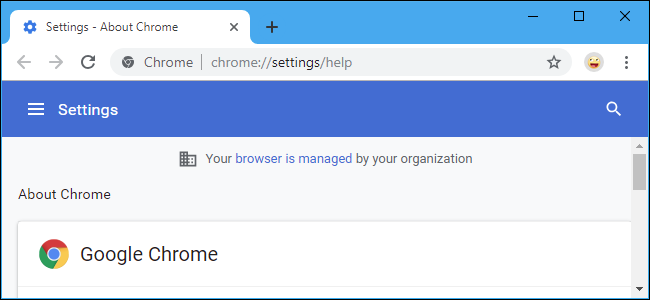 Settings - About Chrome
Chrome chrome://settings/help
Settings
Your browser is managed by your organization
About Chrome
Google Chrome